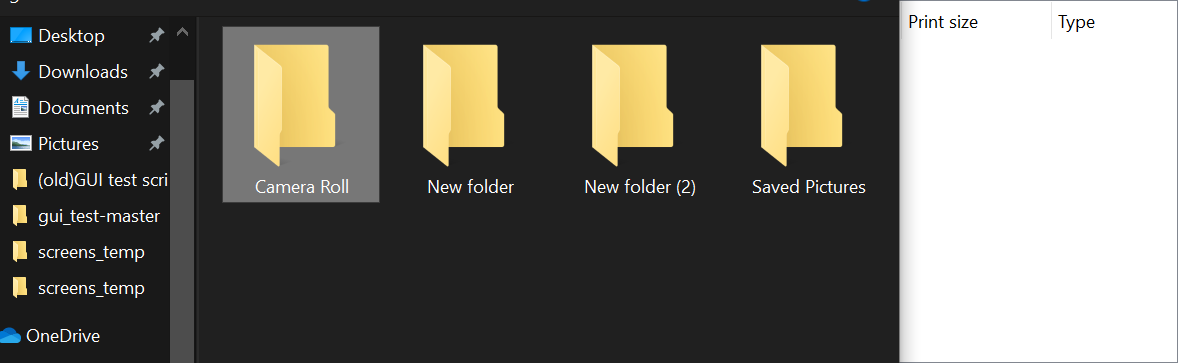 Desktop
Downloads
Documents
Pictures
(old)GUI test scri
gui_test-master
screens_temp
screens_temp
OneDrive
Camera Roll
New folder
New folder (2)
Saved Pictures
Print size
Type